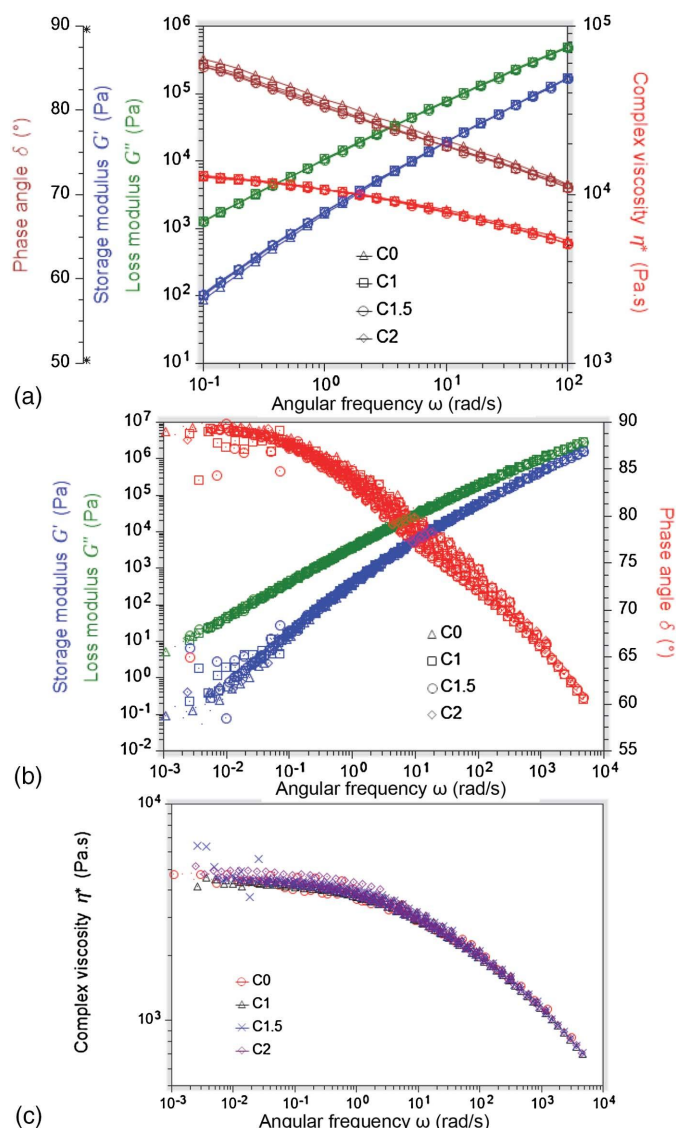 90
85
80
75
70
65
60
55
50
Phase angle δ (°)
Storage modulus G' (Pa)
Loss modulus G'' (Pa)
10^6
10^5
10^4
10^3
10^2
10^1
10^5
10^4
10^3
Complex viscosity η* (Pa.s)
C0
C1
C1.5
C2
10^-1
10^0
10^1
10^2
Angular frequency ω (rad/s)
(a)
Storage modulus G' (Pa)
Loss modulus G'' (Pa)
10^7
10^6
10^5
10^4
10^3
10^2
10^1
10^0
10^-1
10^-2
90
85
80
75
70
65
60
55
Phase angle δ (°)
C0
C1
C1.5
C2
10^-3
10^-2
10^-1
10^0
10^1
10^2
10^3
10^4
Angular frequency ω (rad/s)
(b)
Complex viscosity η* (Pa.s)
10^4
10^3
C0
C1
C1.5
C2
10^-3
10^-2
10^-1
10^0
10^1
10^2
10^3
10^4
Angular frequency ω (rad/s)
(c)